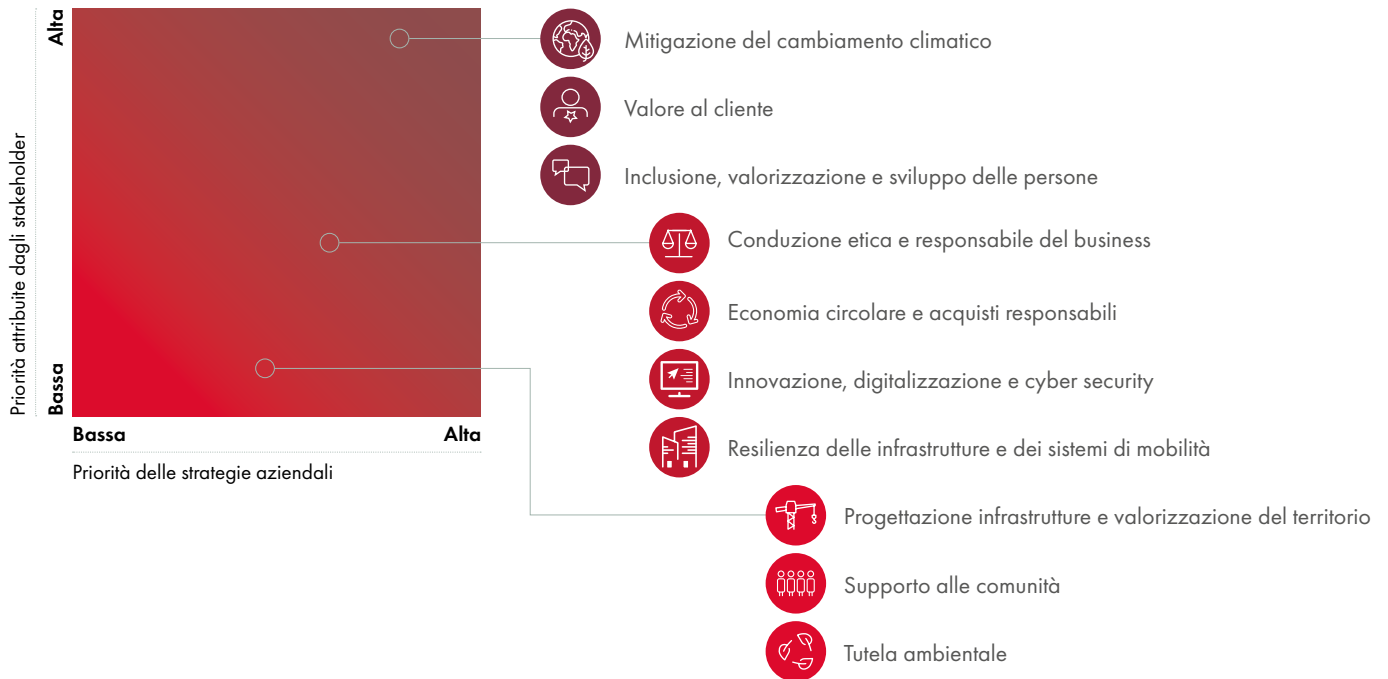 Priorità attribuite dagli stakeholder
Alta
Bassa
Bassa
Alta
Priorità delle strategie aziendali
Mitigazione del cambiamento climatico
Valore al cliente
Inclusione, valorizzazione e sviluppo delle persone
Conduzione etica e responsabile del business
Economia circolare e acquisti responsabili
Innovazione, digitalizzazione e cyber security
Resilienza delle infrastrutture e dei sistemi di mobilità
Progettazione infrastrutture e valorizzazione del territorio
Supporto alle comunità
Tutela ambientale